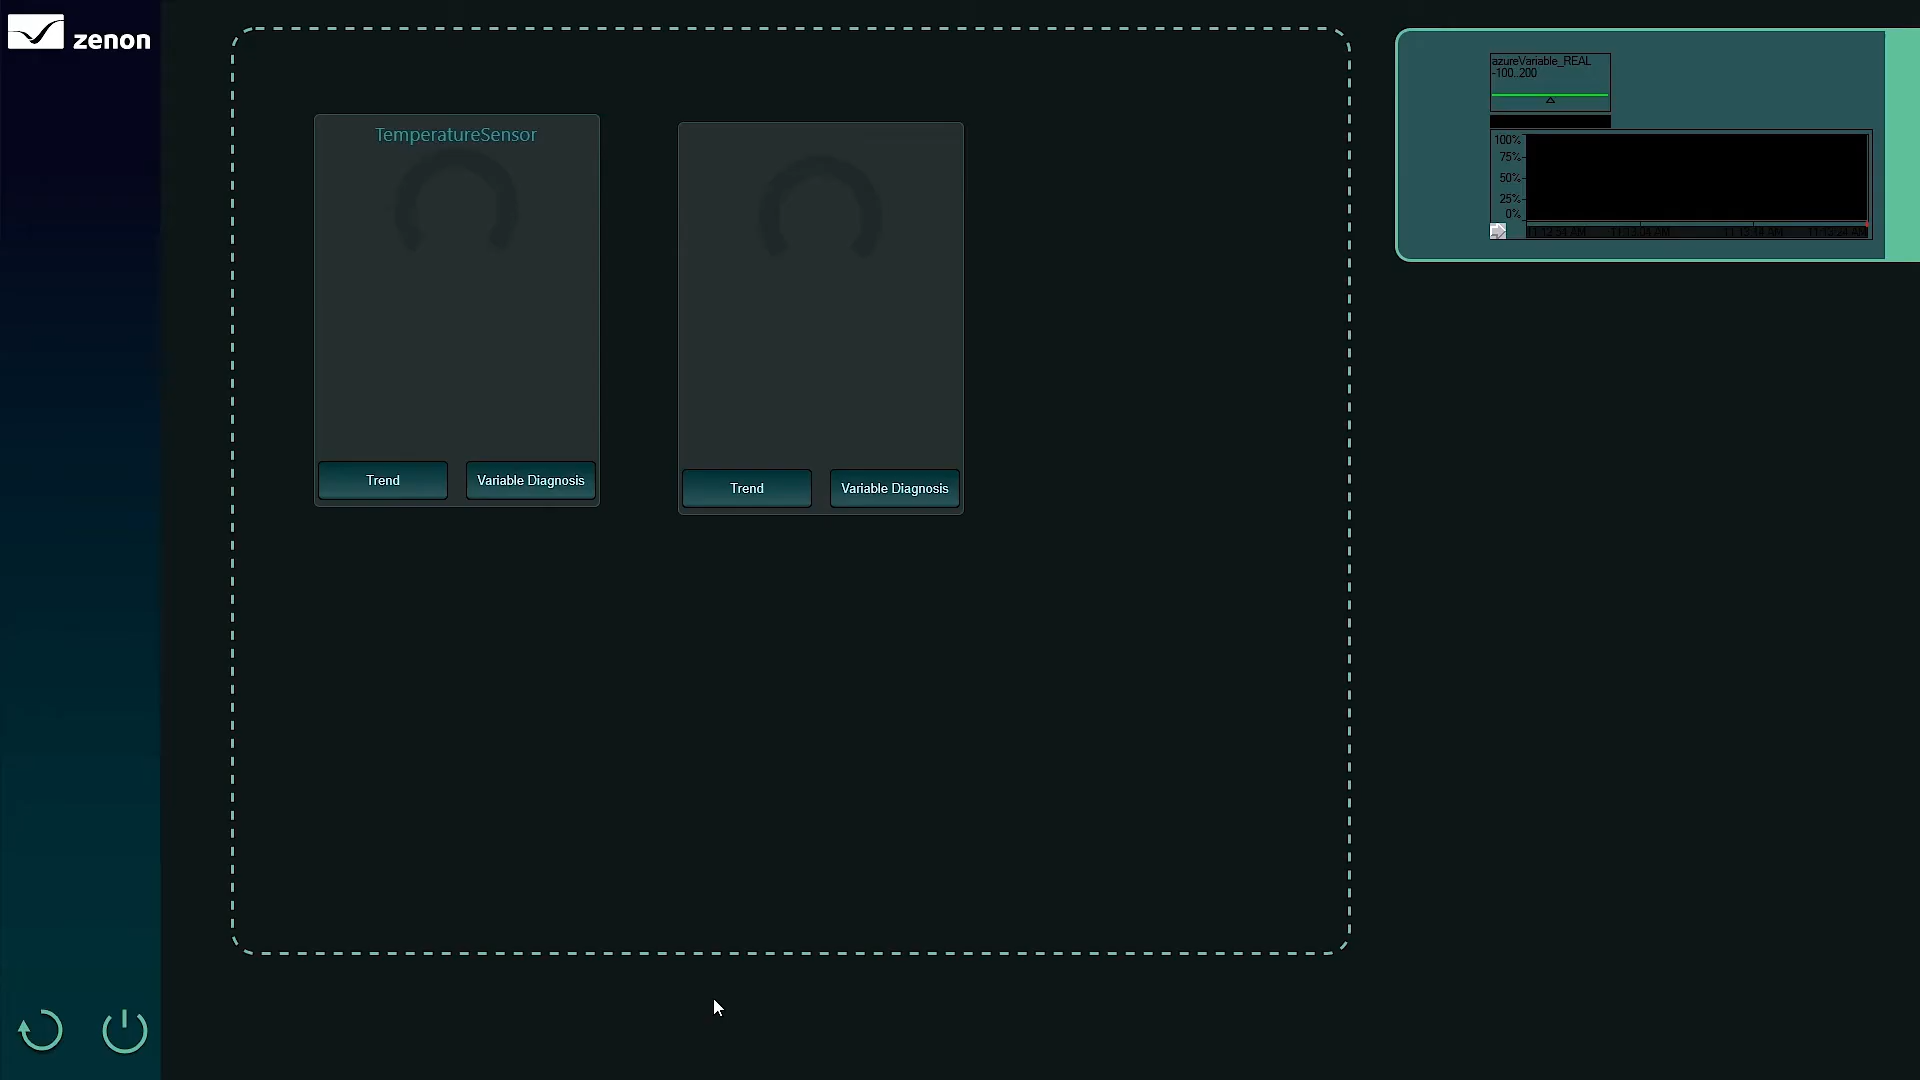 zenon
TemperatureSensor
Trend
Variable Diagnosis
Trend
Variable Diagnosis
azureVariable_REAL
-100..200
100%
75%
50%
25%
0%